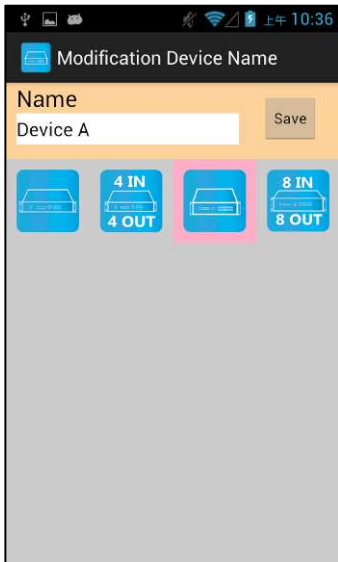 上午 10:36
Modification Device Name
Name
Device A
Save
4 IN
4 OUT
8 IN
8 OUT